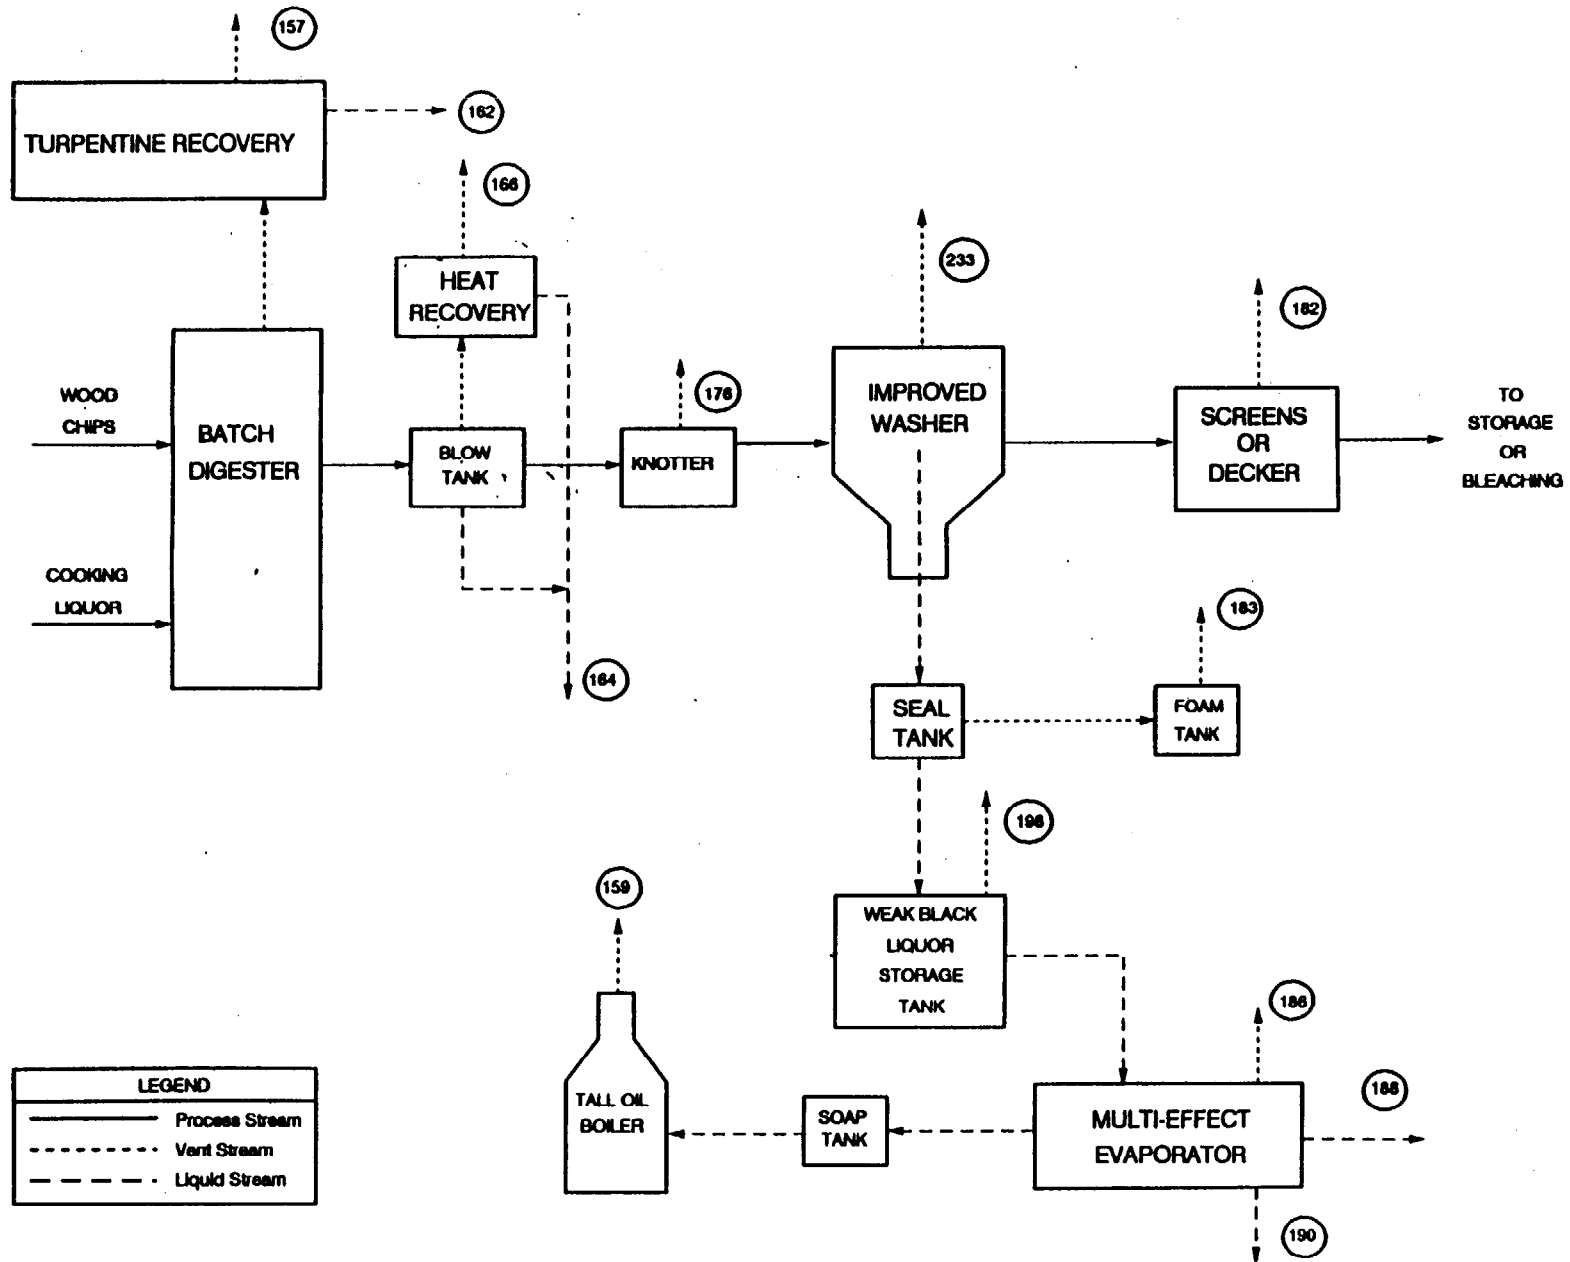 157
TURPENTINE RECOVERY
162
166
HEAT
RECOVERY
233
182
WOOD
CHIPS
BATCH
DIGESTER
BLOW
TANK
176
KNOTTER
IMPROVED
WASHER
SCREENS
OR
DECKER
TO
STORAGE
OR
BLEACHING
COOKING
LIQUOR
164
183
SEAL
TANK
FOAM
TANK
198
159
WEAK BLACK
LIQUOR
STORAGE
TANK
186
188
TALL OIL
BOILER
SOAP
TANK
MULTI-EFFECT
EVAPORATOR
190
LEGEND
Process Stream
Vent Stream
Liquid Stream